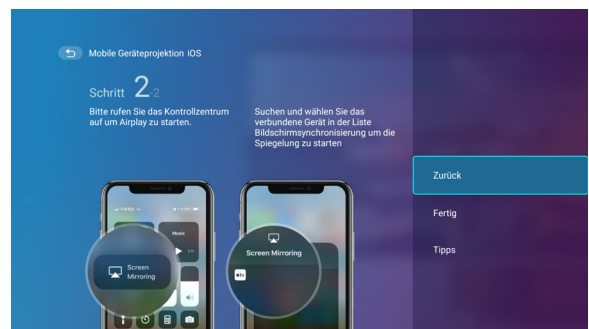 Mobile Geräteprojektion iOS
Schritt 2-2
Bitte rufen Sie das Kontrollzentrum
auf um Airplay zu starten.
Suchen und wählen Sie das
verbundene Gerät in der Liste
Bildschirmsynchronisierung um die
Spiegelung zu starten
Music
Screen
Mirroring
Screen Mirroring
tv
Zurück
Fertig
Tipps